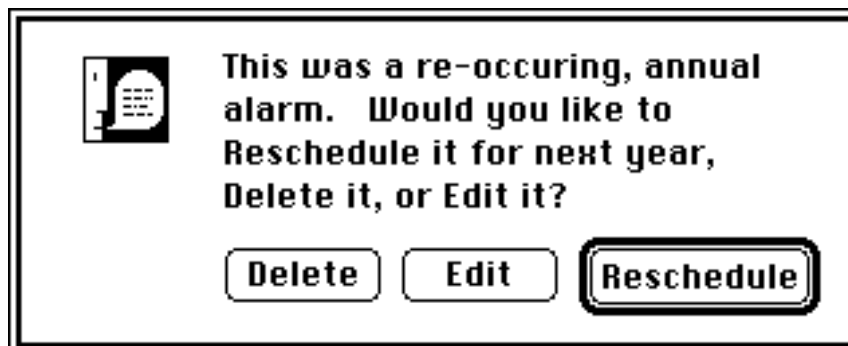 This was a re-occuring, annual
alarm.   Would you like to
Reschedule it for next year,
Delete it, or Edit it?
Delete Edit Reschedule